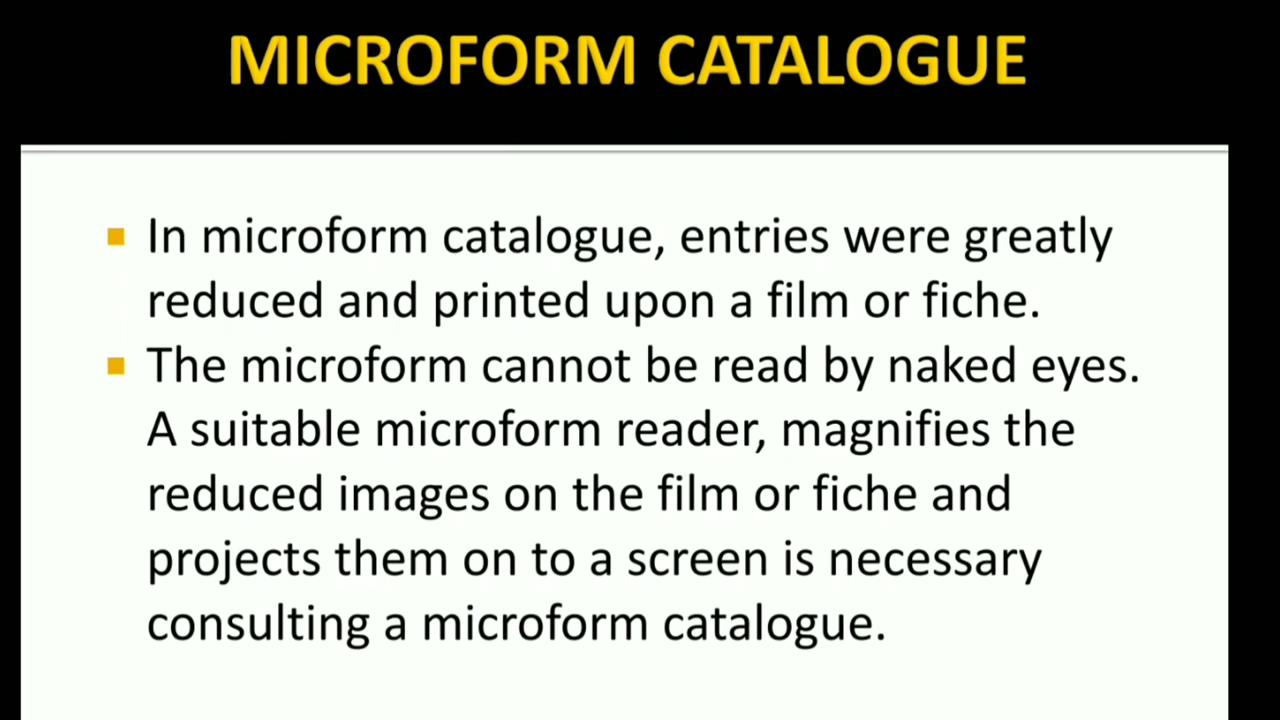 MICROFORM CATALOGUE
In microform catalogue, entries were greatly
reduced and printed upon a film or fiche.
The microform cannot be read by naked eyes.
A suitable microform reader, magnifies the
reduced images on the film or fiche and
projects them on to a screen is necessary
consulting a microform catalogue.